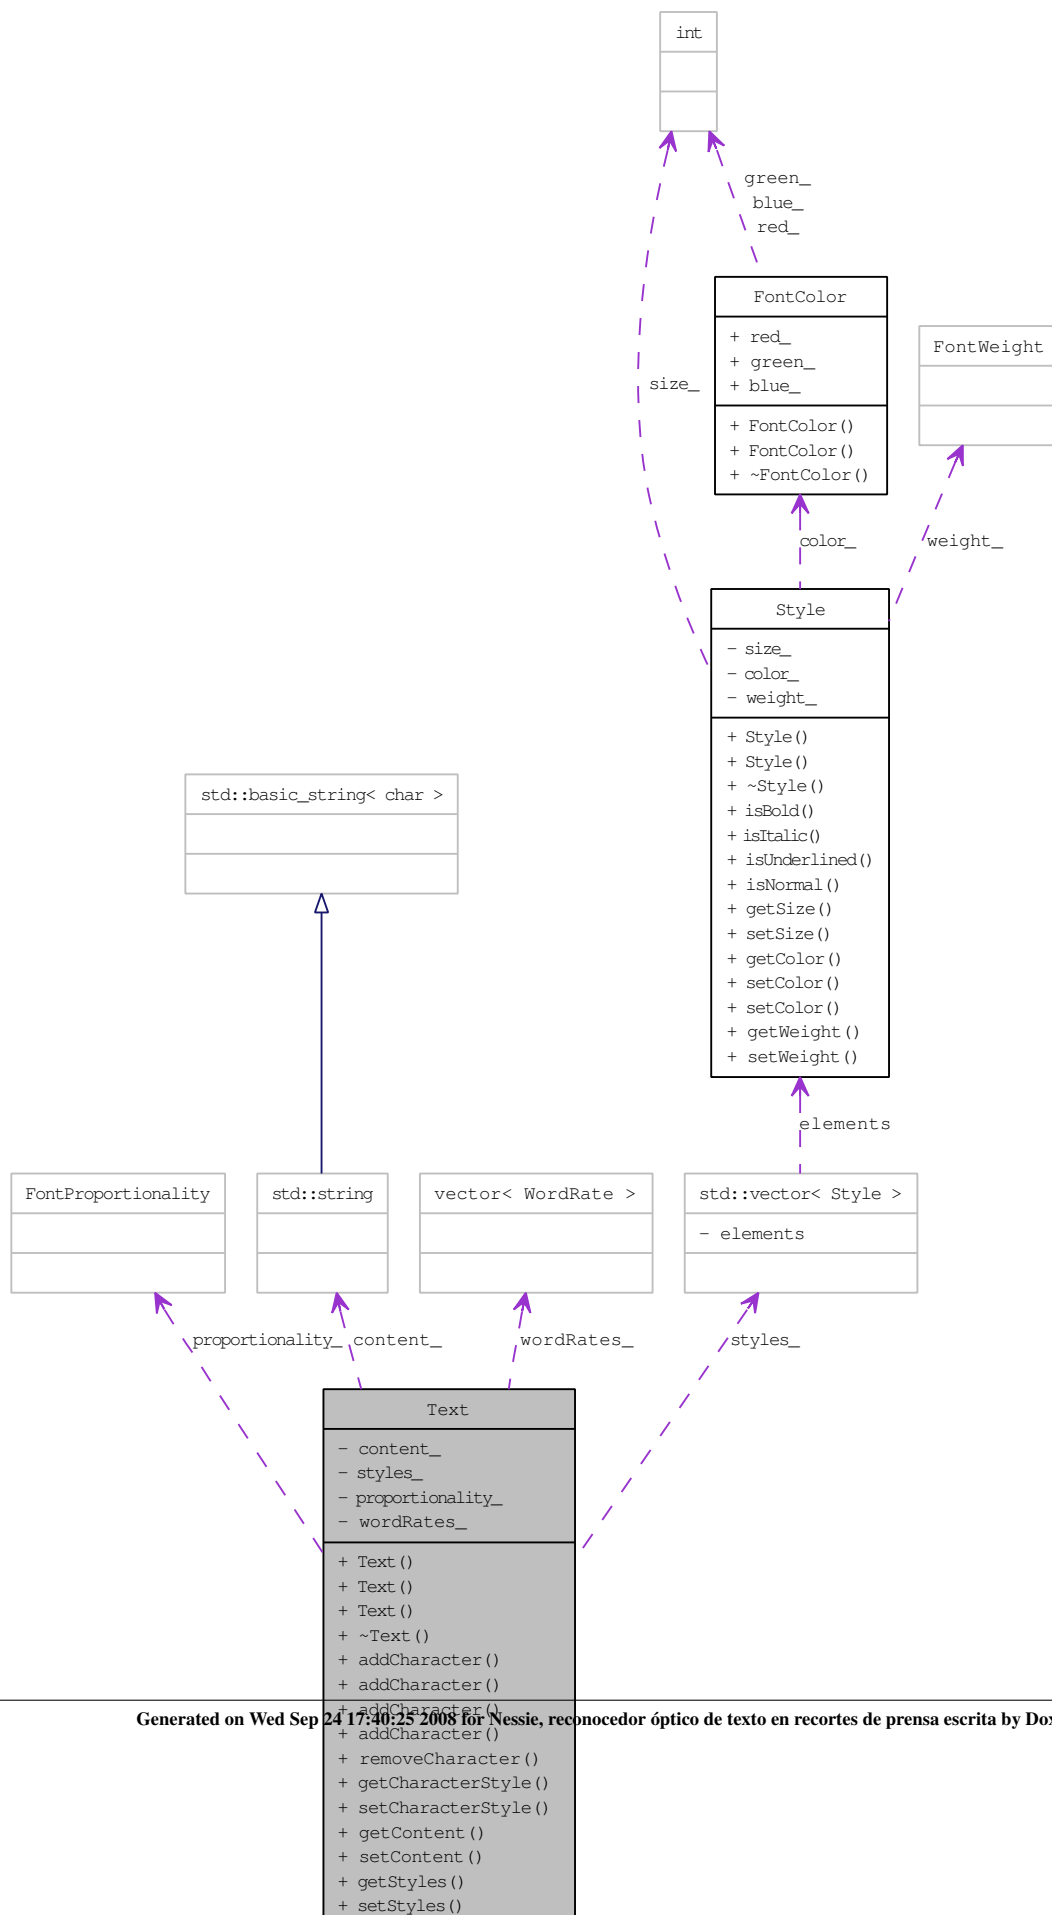 int
green_
blue_
red_
FontColor
+ red_
+ green_
+ blue_
+ FontColor()
+ FontColor()
+ ~FontColor()
FontWeight
size_
color_
weight_
Style
- size_
- color_
- weight_
+ Style()
+ Style()
+ ~Style()
+ isBold()
+ isItalic()
+ isUnderlined()
+ isNormal()
+ getSize()
+ setSize()
+ getColor()
+ setColor()
+ setColor()
+ getWeight()
+ setWeight()
std::basic_string< char >
elements
FontProportionality
std::string
vector< WordRate >
std::vector< Style >
- elements
proportionality_
content_
wordRates_
styles_
Text
- content_
- styles_
- proportionality_
- wordRates_
+ Text()
+ Text()
+ Text()
+ ~Text()
+ addCharacter()
+ addCharacter()
+ addCharacter()
Generated on Wed Sep 24 17:40:25 2008 for Nessie, reconocedor óptico de texto en recortes de prensa escrita by Dox
+ addCharacter()
+ removeCharacter()
+ getCharacterStyle()
+ setCharacterStyle()
+ getContent()
+ setContent()
+ getStyles()
+ setStyles()